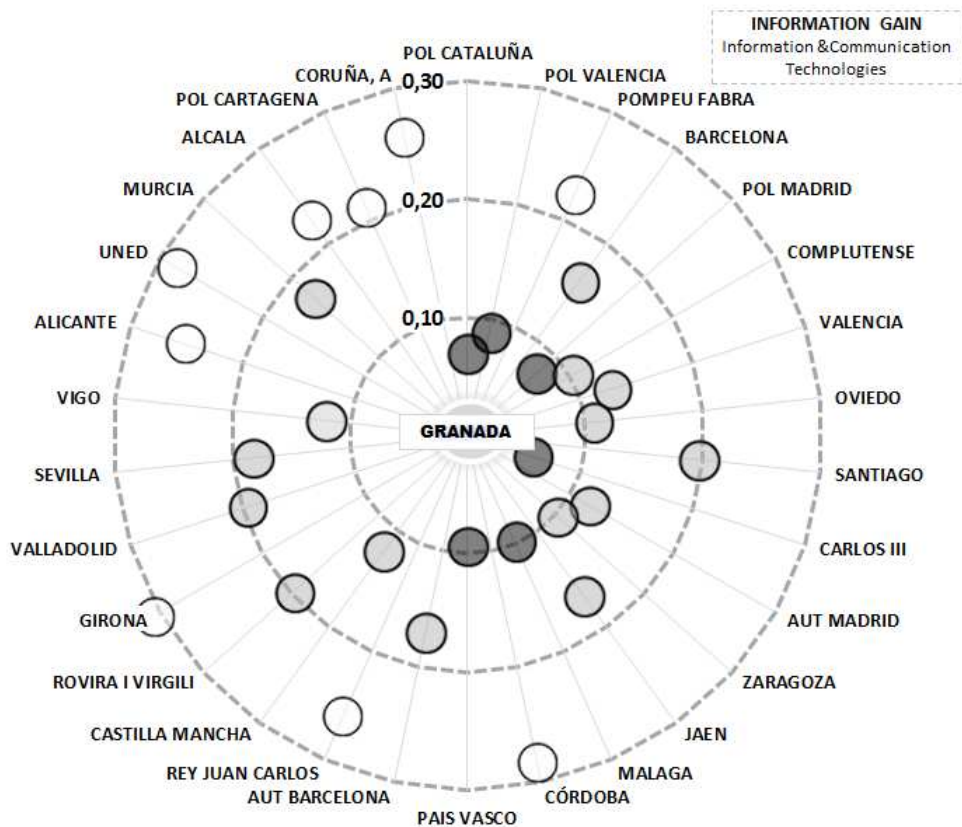 INFORMATION GAIN
Information &Communication
Technologies
POL CATALUÑA
CORUÑA, A
0,30
POL VALENCIA
POL CARTAGENA
POMPEU FABRA
ALCALA
BARCELONA
MURCIA
0,20
POL MADRID
UNED
COMPLUTENSE
ALICANTE
0,10
VALENCIA
VIGO
OVIEDO
GRANADA
SEVILLA
SANTIAGO
VALLADOLID
CARLOS III
GIRONA
AUT MADRID
ROVIRA I VIRGILI
ZARAGOZA
CASTILLA MANCHA
JAEN
REY JUAN CARLOS
MALAGA
AUT BARCELONA
CÓRDOBA
PAIS VASCO